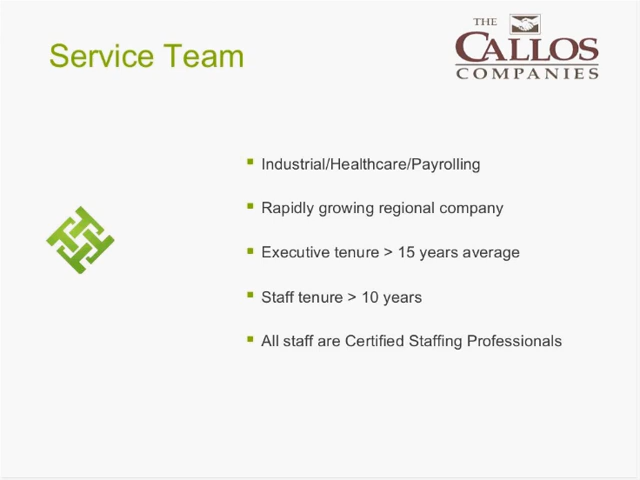 Service Team
THE
CALLOS
COMPANIES
Industrial/Healthcare/Payrolling
Rapidly growing regional company
Executive tenure > 15 years average
Staff tenure > 10 years
All staff are Certified Staffing Professionals